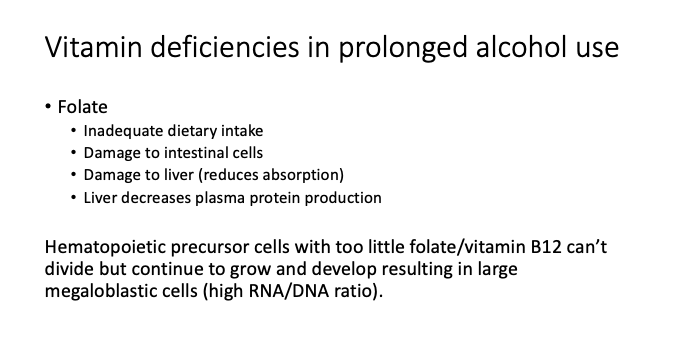 Vitamin deficiencies in prolonged alcohol use
• Folate
• Inadequate dietary intake
• Damage to intestinal cells
• Damage to liver (reduces absorption)
• Liver decreases plasma protein production
Hematopoietic precursor cells with too little folate/vitamin B12 can’t
divide but continue to grow and develop resulting in large
megaloblastic cells (high RNA/DNA ratio).